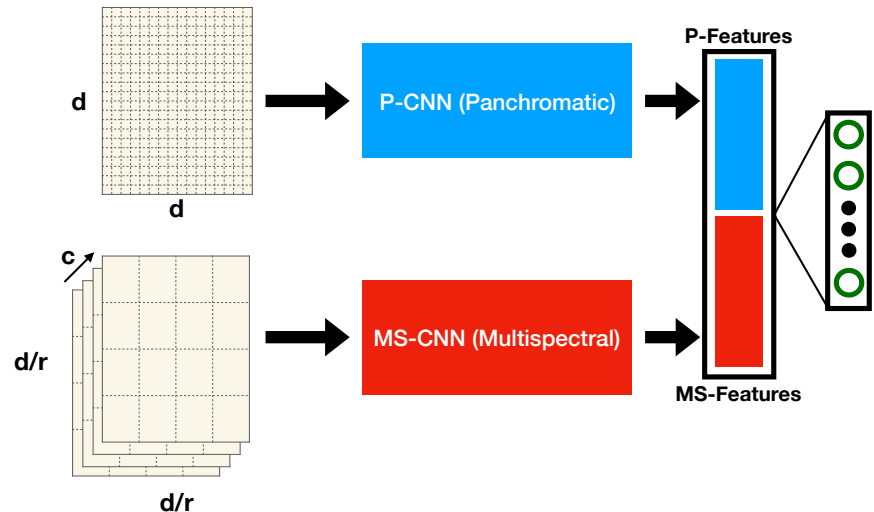 P-Features
d
P-CNN (Panchromatic)
d
c
d/r
MS-CNN (Multispectral)
MS-Features
d/r